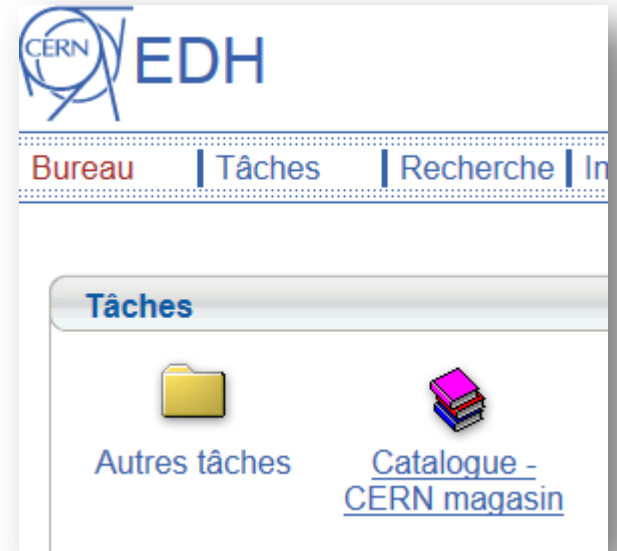 CERN
EDH
Bureau Tâches Recherche
Tâches
Autres tâches
Catalogue -
CERN magasin